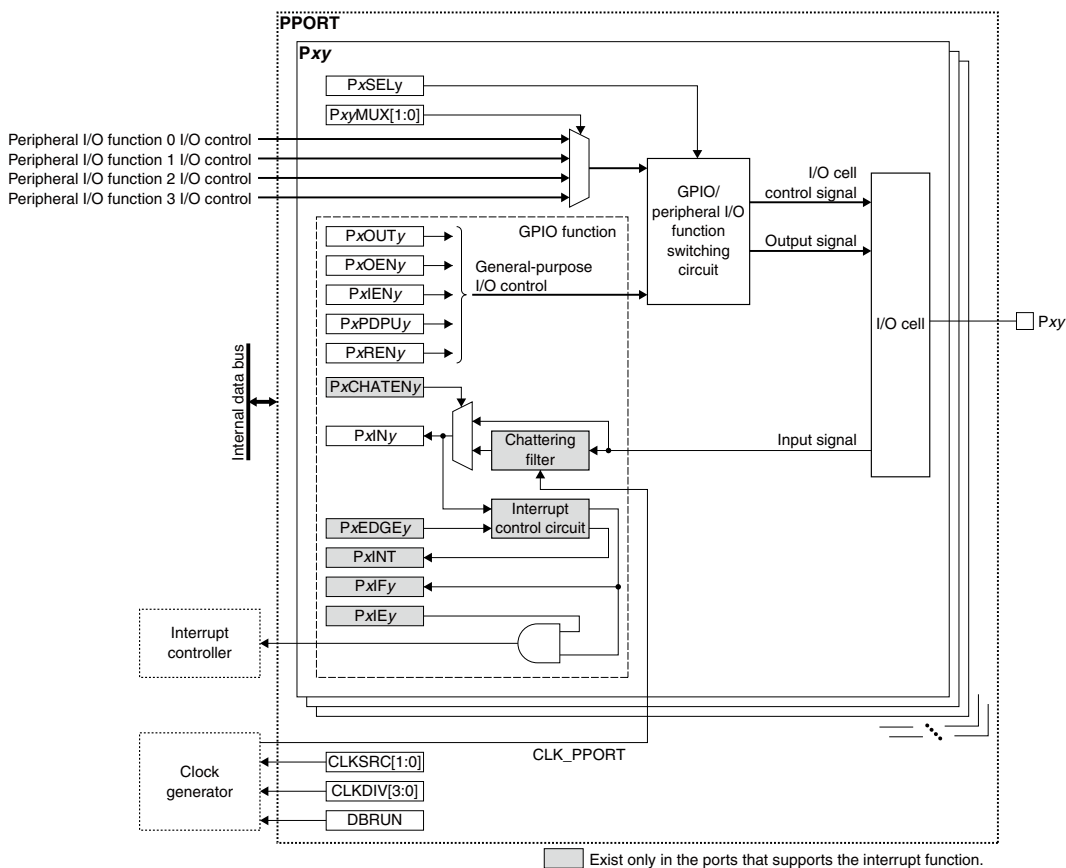 PPORT
Pxy
PxSELy
PxyMUX[1:0]
Peripheral I/O function 0 I/O control
Peripheral I/O function 1 I/O control
Peripheral I/O function 2 I/O control
Peripheral I/O function 3 I/O control
GPIO/
peripheral I/O
function
switching
circuit
I/O cell
control signal
Output signal
I/O cell
Pxy
GPIO function
PxOUTy
PxOENy
PxIENy
PxPDPUy
PxRENy
General-purpose
I/O control
Internal data bus
PxCHATENy
PxINy
Chattering
filter
Input signal
Interrupt
control circuit
PxEDGEy
PxINT
PxIFy
PxIEy
Interrupt
controller
Clock
generator
CLK_PPORT
CLKSRC[1:0]
CLKDIV[3:0]
DBRUN
Exist only in the ports that supports the interrupt function.